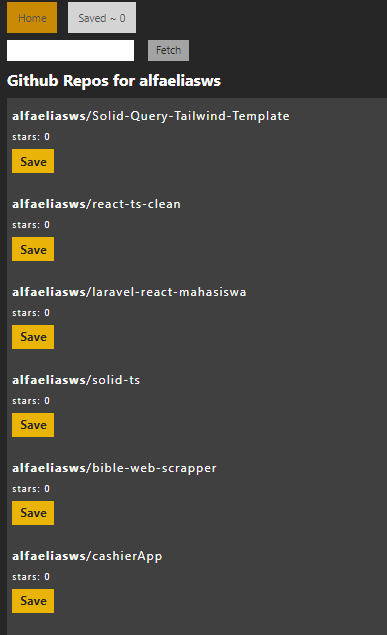 Home Saved ~ 0
Fetch
Github Repos for alfaeliasws
alfaeliasws/Solid-Query-Tailwind-Template
stars: 0
Save
alfaeliasws/react-ts-clean
stars: 0
Save
alfaeliasws/laravel-react-mahasiswa
stars: 0
Save
alfaeliasws/solid-ts
stars: 0
Save
alfaeliasws/bible-web-scrapper
stars: 0
Save
alfaeliasws/cashierApp
stars: 0
Save